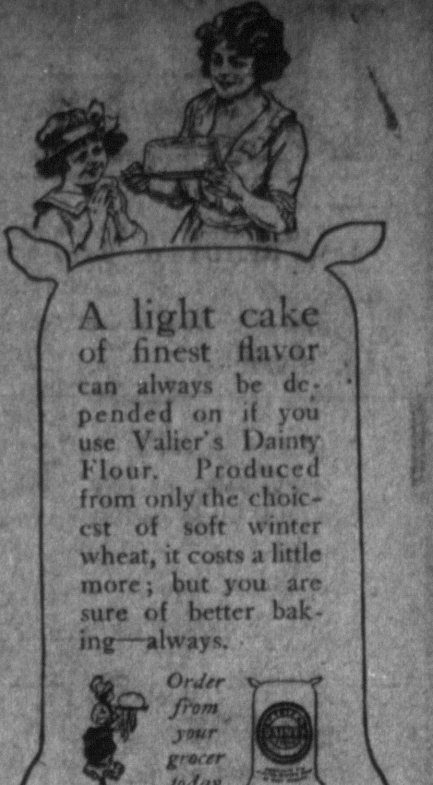 A light cake
of finest flavor
can always be de-
pended on if you
use Valier's Dainty
Flour. Produced
from only the choic-
est of soft winter
wheat, it costs a little
more; but you are
sure of better bak-
ing—always.
Order
from
your
grocer
today
DAINTY